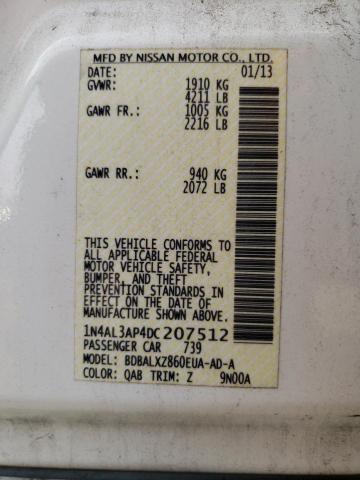 MFD BY NISSAN MOTOR CO., LTD.
DATE: 01/13
GVWR: 1910 KG
4211 LB
GAWR FR.: 1005 KG
2216 LB
GAWR RR.: 940 KG
2072 LB
THIS VEHICLE CONFORMS TO
ALL APPLICABLE FEDERAL
MOTOR VEHICLE SAFETY,
BUMPER, AND THEFT
PREVENTION STANDARDS IN
EFFECT ON THE DATE OF
MANUFACTURE SHOWN ABOVE.
1N4AL3AP4DC207512
PASSENGER CAR 739
MODEL: BDBALXZ860EUA-AD-A
COLOR: QAB TRIM: Z 9N00A